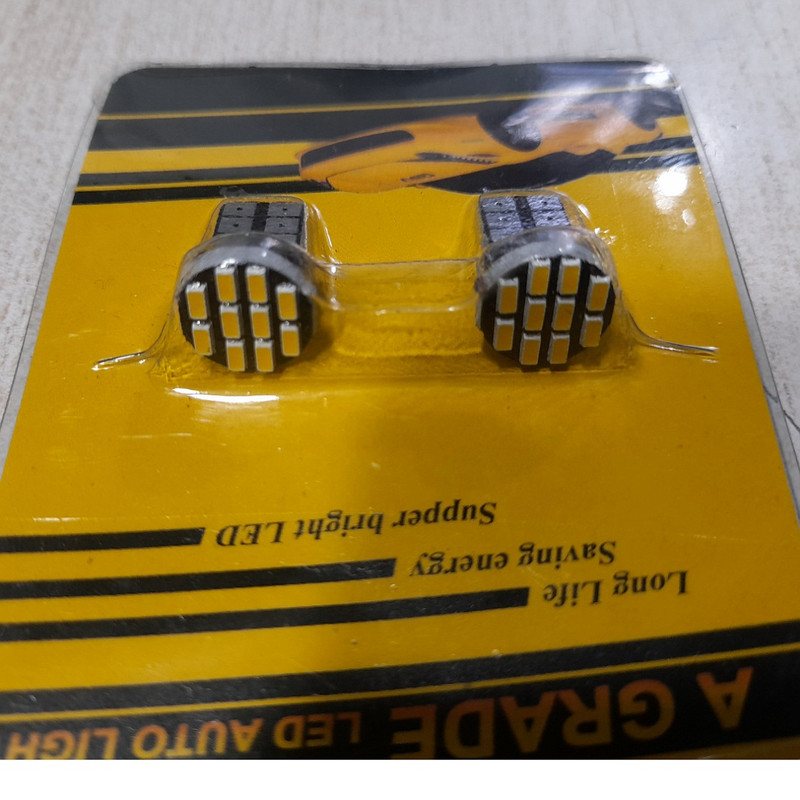 A GRADE LED AUTO LIGH
Long Life
Saving energy
Supper bright LED